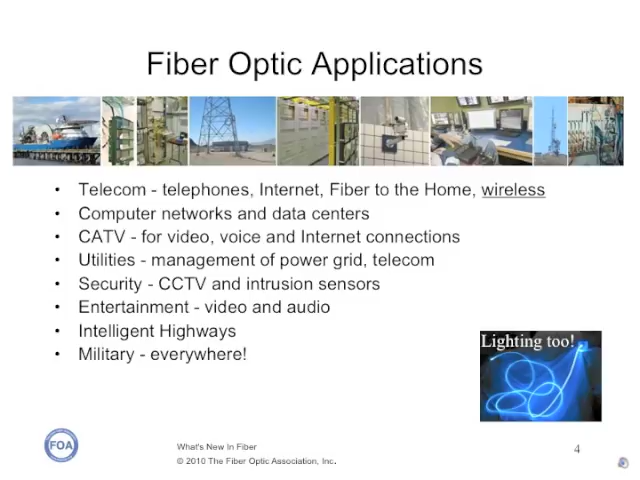 Fiber Optic Applications
• Telecom - telephones, Internet, Fiber to the Home, wireless
• Computer networks and data centers
• CATV - for video, voice and Internet connections
• Utilities - management of power grid, telecom
• Security - CCTV and intrusion sensors
• Entertainment - video and audio
• Intelligent Highways
• Military - everywhere!
Lighting too!
FOA
What's New In Fiber
© 2010 The Fiber Optic Association, Inc.
4